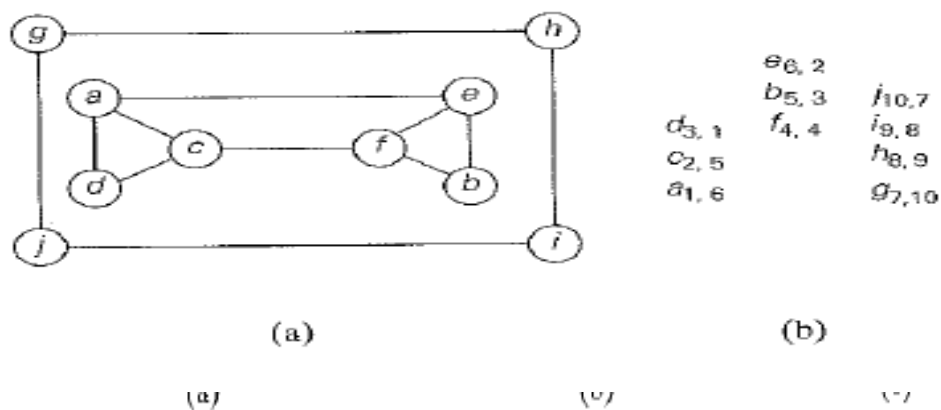 g h
a e
c f
d b
j i
e6, 2
b5, 3 j10,7
d3, 1 f4, 4 i9, 8
c2, 5 h8, 9
a1, 6 g7,10
(a) (b)